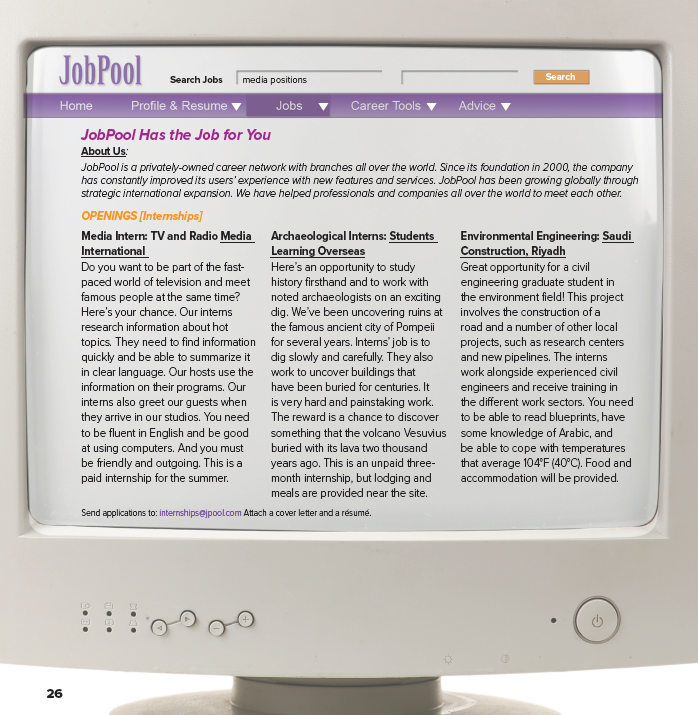 JobPool
Search Jobs media positions Search
Home Profile & Resume Jobs Career Tools Advice
JobPool Has the Job for You
About Us:
JobPool is a privately-owned career network with branches all over the world. Since its foundation in 2000, the company
has constantly improved its users' experience with new features and services. JobPool has been growing globally through
strategic international expansion. We have helped professionals and companies all over the world to meet each other.
OPENINGS [Internships]
Media Intern: TV and Radio Media
International
Do you want to be part of the fast-
paced world of television and meet
famous people at the same time?
Here's your chance. Our interns
research information about hot
topics. They need to find information
quickly and be able to summarize it
in clear language. Our hosts use the
information on their programs. Our
interns also greet our guests when
they arrive in our studios. You need
to be fluent in English and be good
at using computers. And you must
be friendly and outgoing. This is a
paid internship for the summer.
Archaeological Interns: Students
Learning Overseas
Here's an opportunity to study
history firsthand and to work with
noted archaeologists on an exciting
dig. We've been uncovering ruins at
the famous ancient city of Pompeii
for several years. Interns' job is to
dig slowly and carefully. They also
work to uncover buildings that
have been buried for centuries. It
is very hard and painstaking work.
The reward is a chance to discover
something that the volcano Vesuvius
buried with its lava two thousand
years ago. This is an unpaid three-
month internship, but lodging and
meals are provided near the site.
Environmental Engineering: Saudi
Construction, Riyadh
Great opportunity for a civil
engineering graduate student in
the environment field! This project
involves the construction of a
road and a number of other local
projects, such as research centers
and new pipelines. The interns
work alongside experienced civil
engineers and receive training in
the different work sectors. You need
to be able to read blueprints, have
some knowledge of Arabic, and
be able to cope with temperatures
that average 104°F (40°C). Food and
accommodation will be provided.
Send applications to: internships@jpool.com Attach a cover letter and a résumé.
26